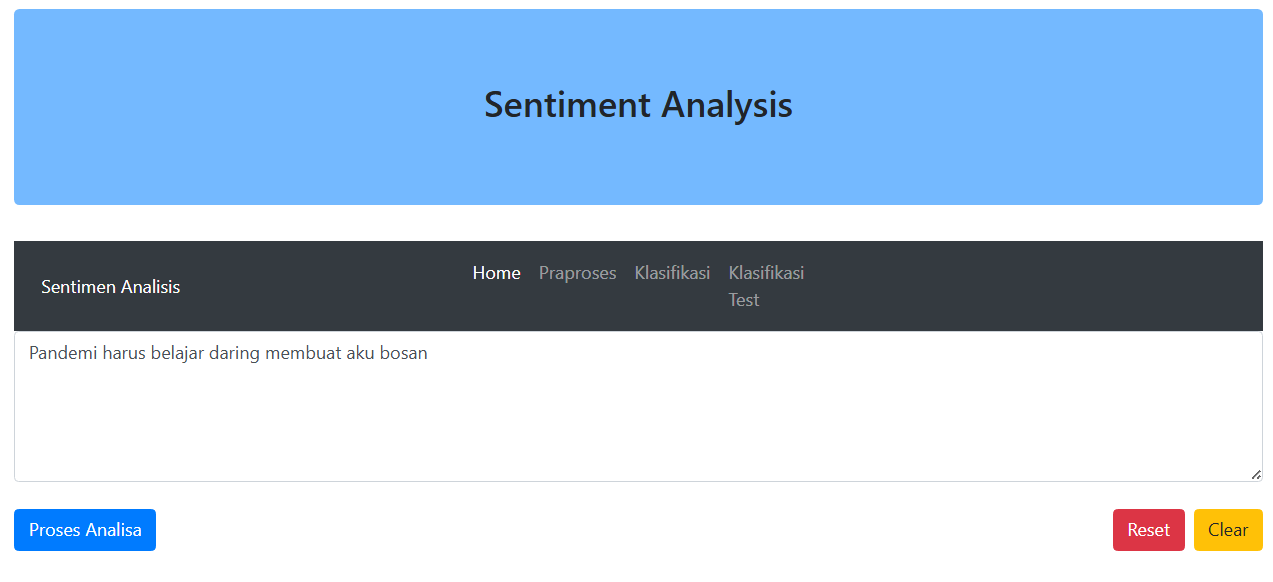 Sentiment Analysis
Sentimen Analisis
Home Praproses Klasifikasi Klasifikasi
Test
Pandemi harus belajar daring membuat aku bosan
Proses Analisa Reset Clear